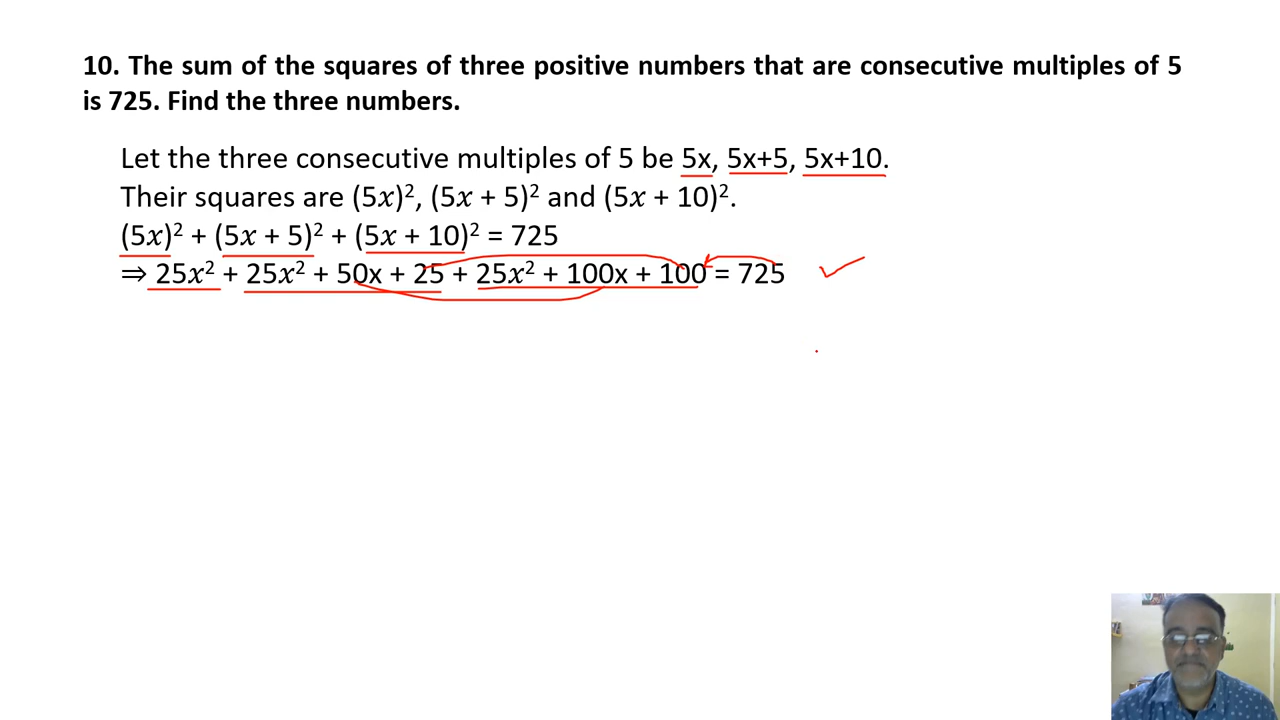 10. The sum of the squares of three positive numbers that are consecutive multiples of 5
is 725. Find the three numbers.
Let the three consecutive multiples of 5 be 5x, 5x+5, 5x+10.
Their squares are (5𝑥)², (5𝑥 + 5)² and (5𝑥 + 10)².
(5𝑥)² + (5𝑥 + 5)² + (5𝑥 + 10)² = 725
⇒ 25𝑥² + 25𝑥² + 50x + 25 + 25𝑥² + 100x + 100 = 725